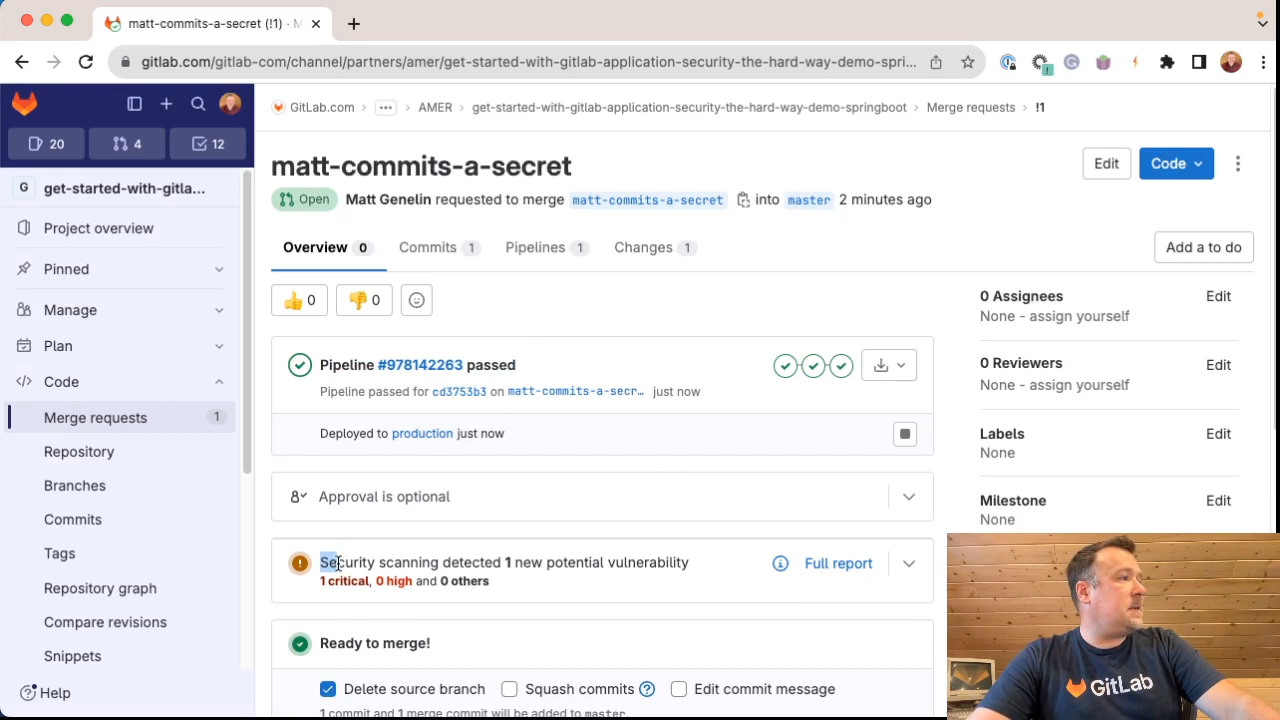 matt-commits-a-secret (!1) · M
gitlab.com/gitlab-com/channel/partners/amer/get-started-with-gitlab-application-security-the-hard-way-demo-spri...
20
4
12
GitLab.com
AMER
get-started-with-gitlab-application-security-the-hard-way-demo-springboot
Merge requests
!1
G get-started-with-gitla...
Project overview
Pinned
Manage
Plan
Code
Merge requests 1
Repository
Branches
Commits
Tags
Repository graph
Compare revisions
Snippets
Help
matt-commits-a-secret
Edit
Code
Open Matt Genelin requested to merge matt-commits-a-secret into master 2 minutes ago
Overview 0
Commits 1
Pipelines 1
Changes 1
Add a to do
0
0
Pipeline #978142263 passed
Pipeline passed for cd3753b3 on matt-commits-a-secr… just now
Deployed to production just now
Approval is optional
Security scanning detected 1 new potential vulnerability
Full report
1 critical, 0 high and 0 others
Ready to merge!
Delete source branch
Squash commits
Edit commit message
1 commit and 1 merge commit will be added to master.
0 Assignees Edit
None - assign yourself
0 Reviewers Edit
None - assign yourself
Labels Edit
None
Milestone Edit
None
GitLab